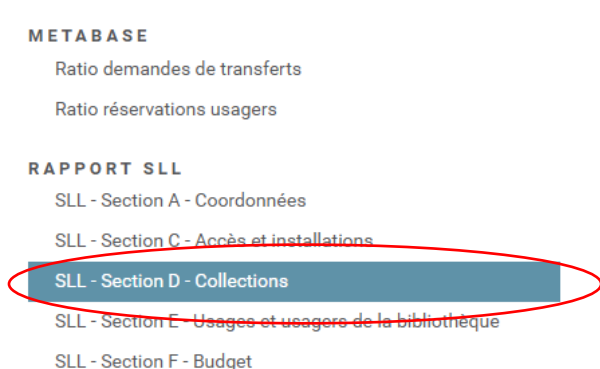 METABASE
Ratio demandes de transferts
Ratio réservations usagers
RAPPORT SLL
SLL - Section A - Coordonnées
SLL - Section C - Accès et installations
SLL - Section D - Collections
SLL - Section E - Usages et usagers de la bibliothèque
SLL - Section F - Budget